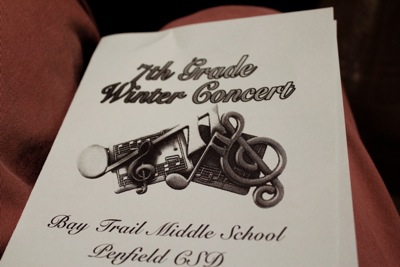 7th Grade
Winter Concert
Bay Trail Middle School
Penfield CSD